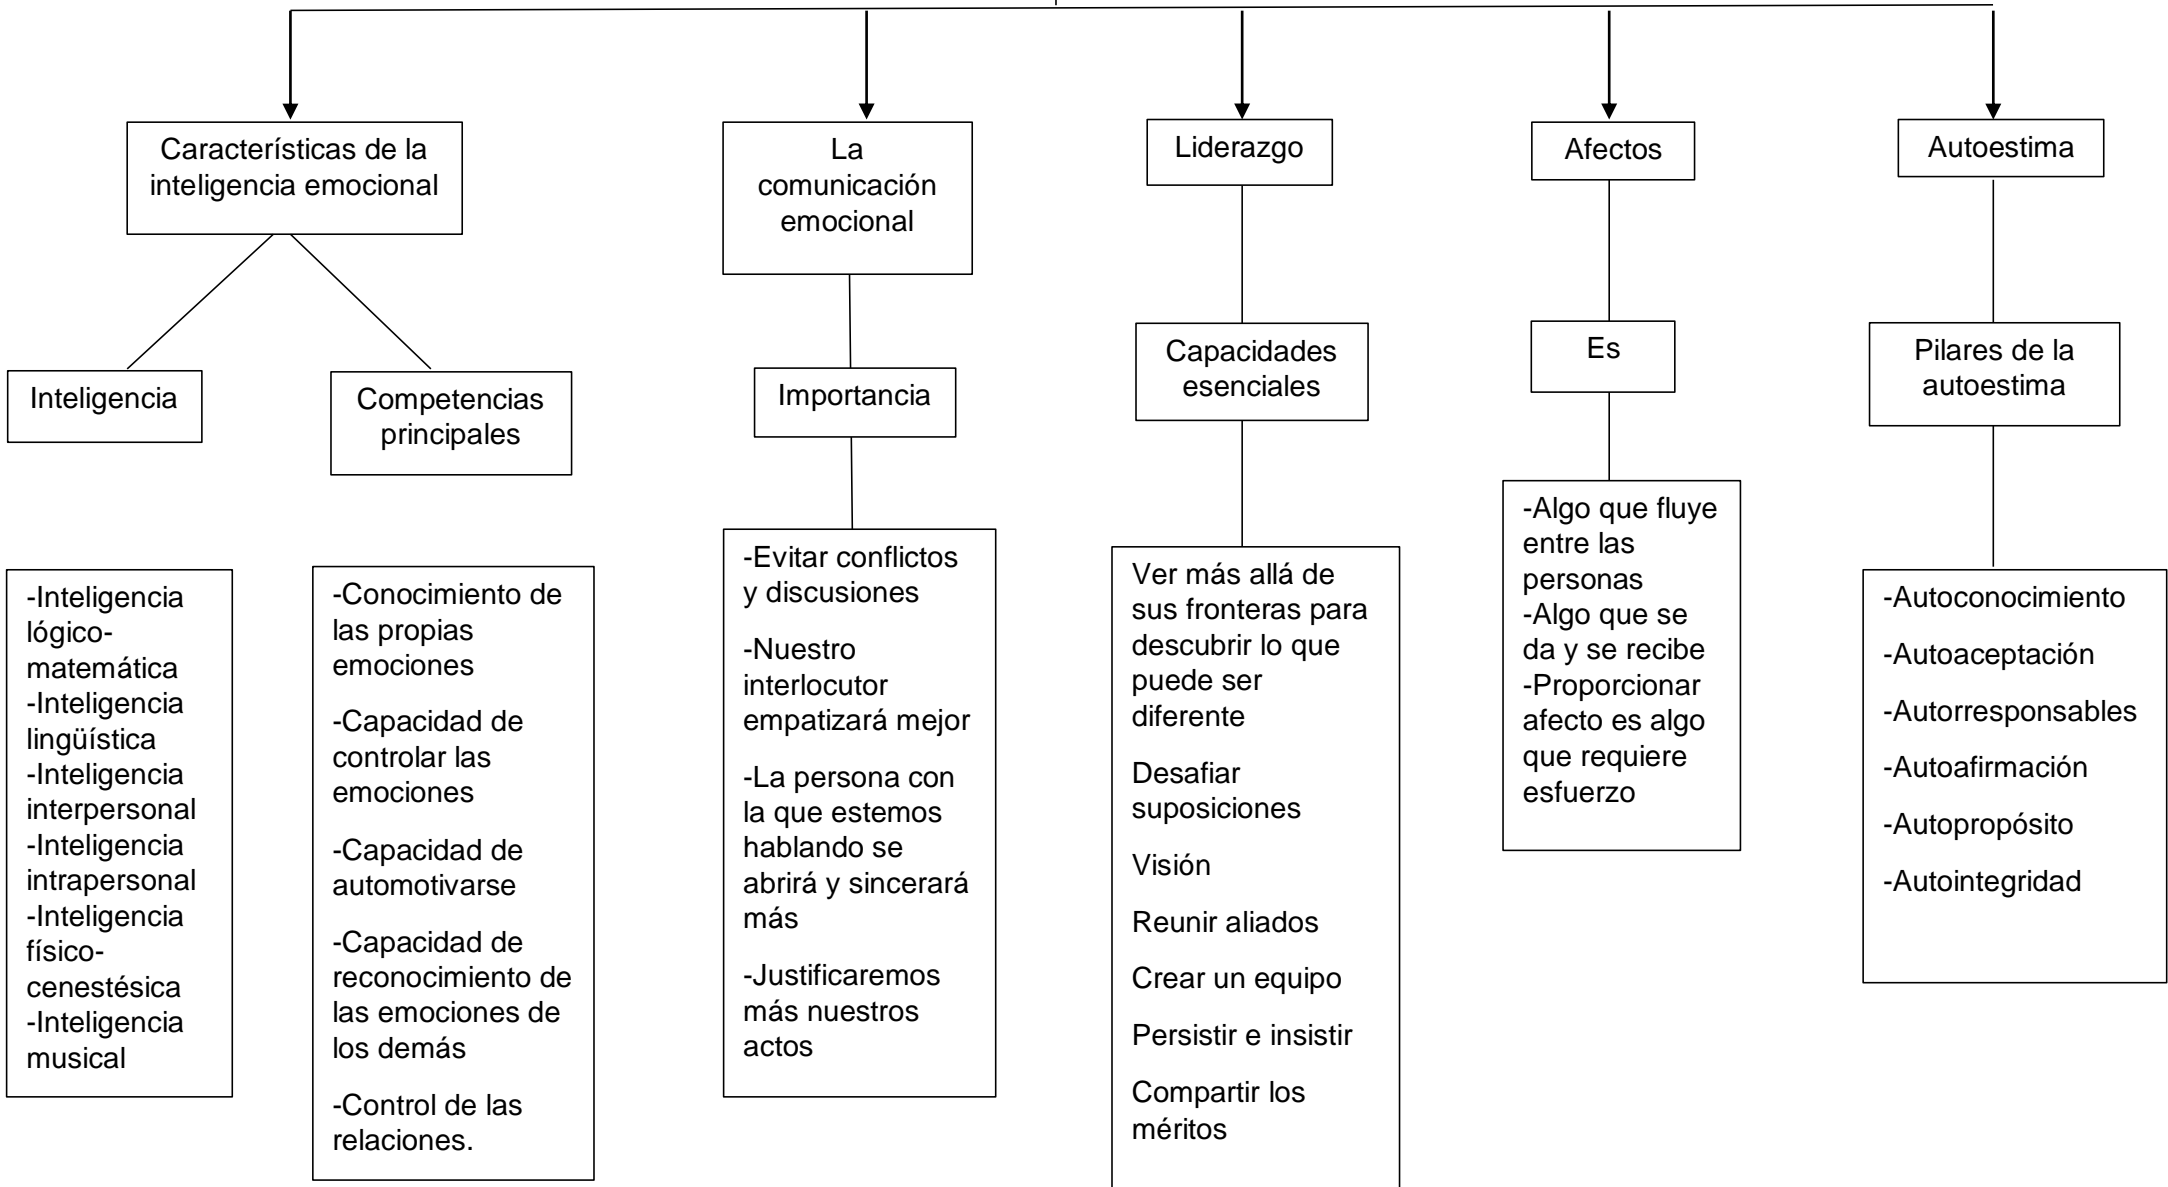 Características de la
inteligencia emocional
La
comunicación
emocional
Liderazgo
Afectos
Autoestima
Inteligencia
Competencias
principales
Importancia
Capacidades
esenciales
Es
Pilares de la
autoestima
-Inteligencia
lógico-
matemática
-Inteligencia
lingüística
-Inteligencia
interpersonal
-Inteligencia
intrapersonal
-Inteligencia
físico-
cenestésica
-Inteligencia
musical
-Conocimiento de
las propias
emociones
-Capacidad de
controlar las
emociones
-Capacidad de
automotivarse
-Capacidad de
reconocimiento de
las emociones de
los demás
-Control de las
relaciones.
-Evitar conflictos
y discusiones
-Nuestro
interlocutor
empatizará mejor
-La persona con
la que estemos
hablando se
abrirá y sincerará
más
-Justificaremos
más nuestros
actos
Ver más allá de
sus fronteras para
descubrir lo que
puede ser
diferente
Desafiar
suposiciones
Visión
Reunir aliados
Crear un equipo
Persistir e insistir
Compartir los
méritos
-Algo que fluye
entre las
personas
-Algo que se
da y se recibe
-Proporcionar
afecto es algo
que requiere
esfuerzo
-Autoconocimiento
-Autoaceptación
-Autorresponsables
-Autoafirmación
-Autopropósito
-Autointegridad